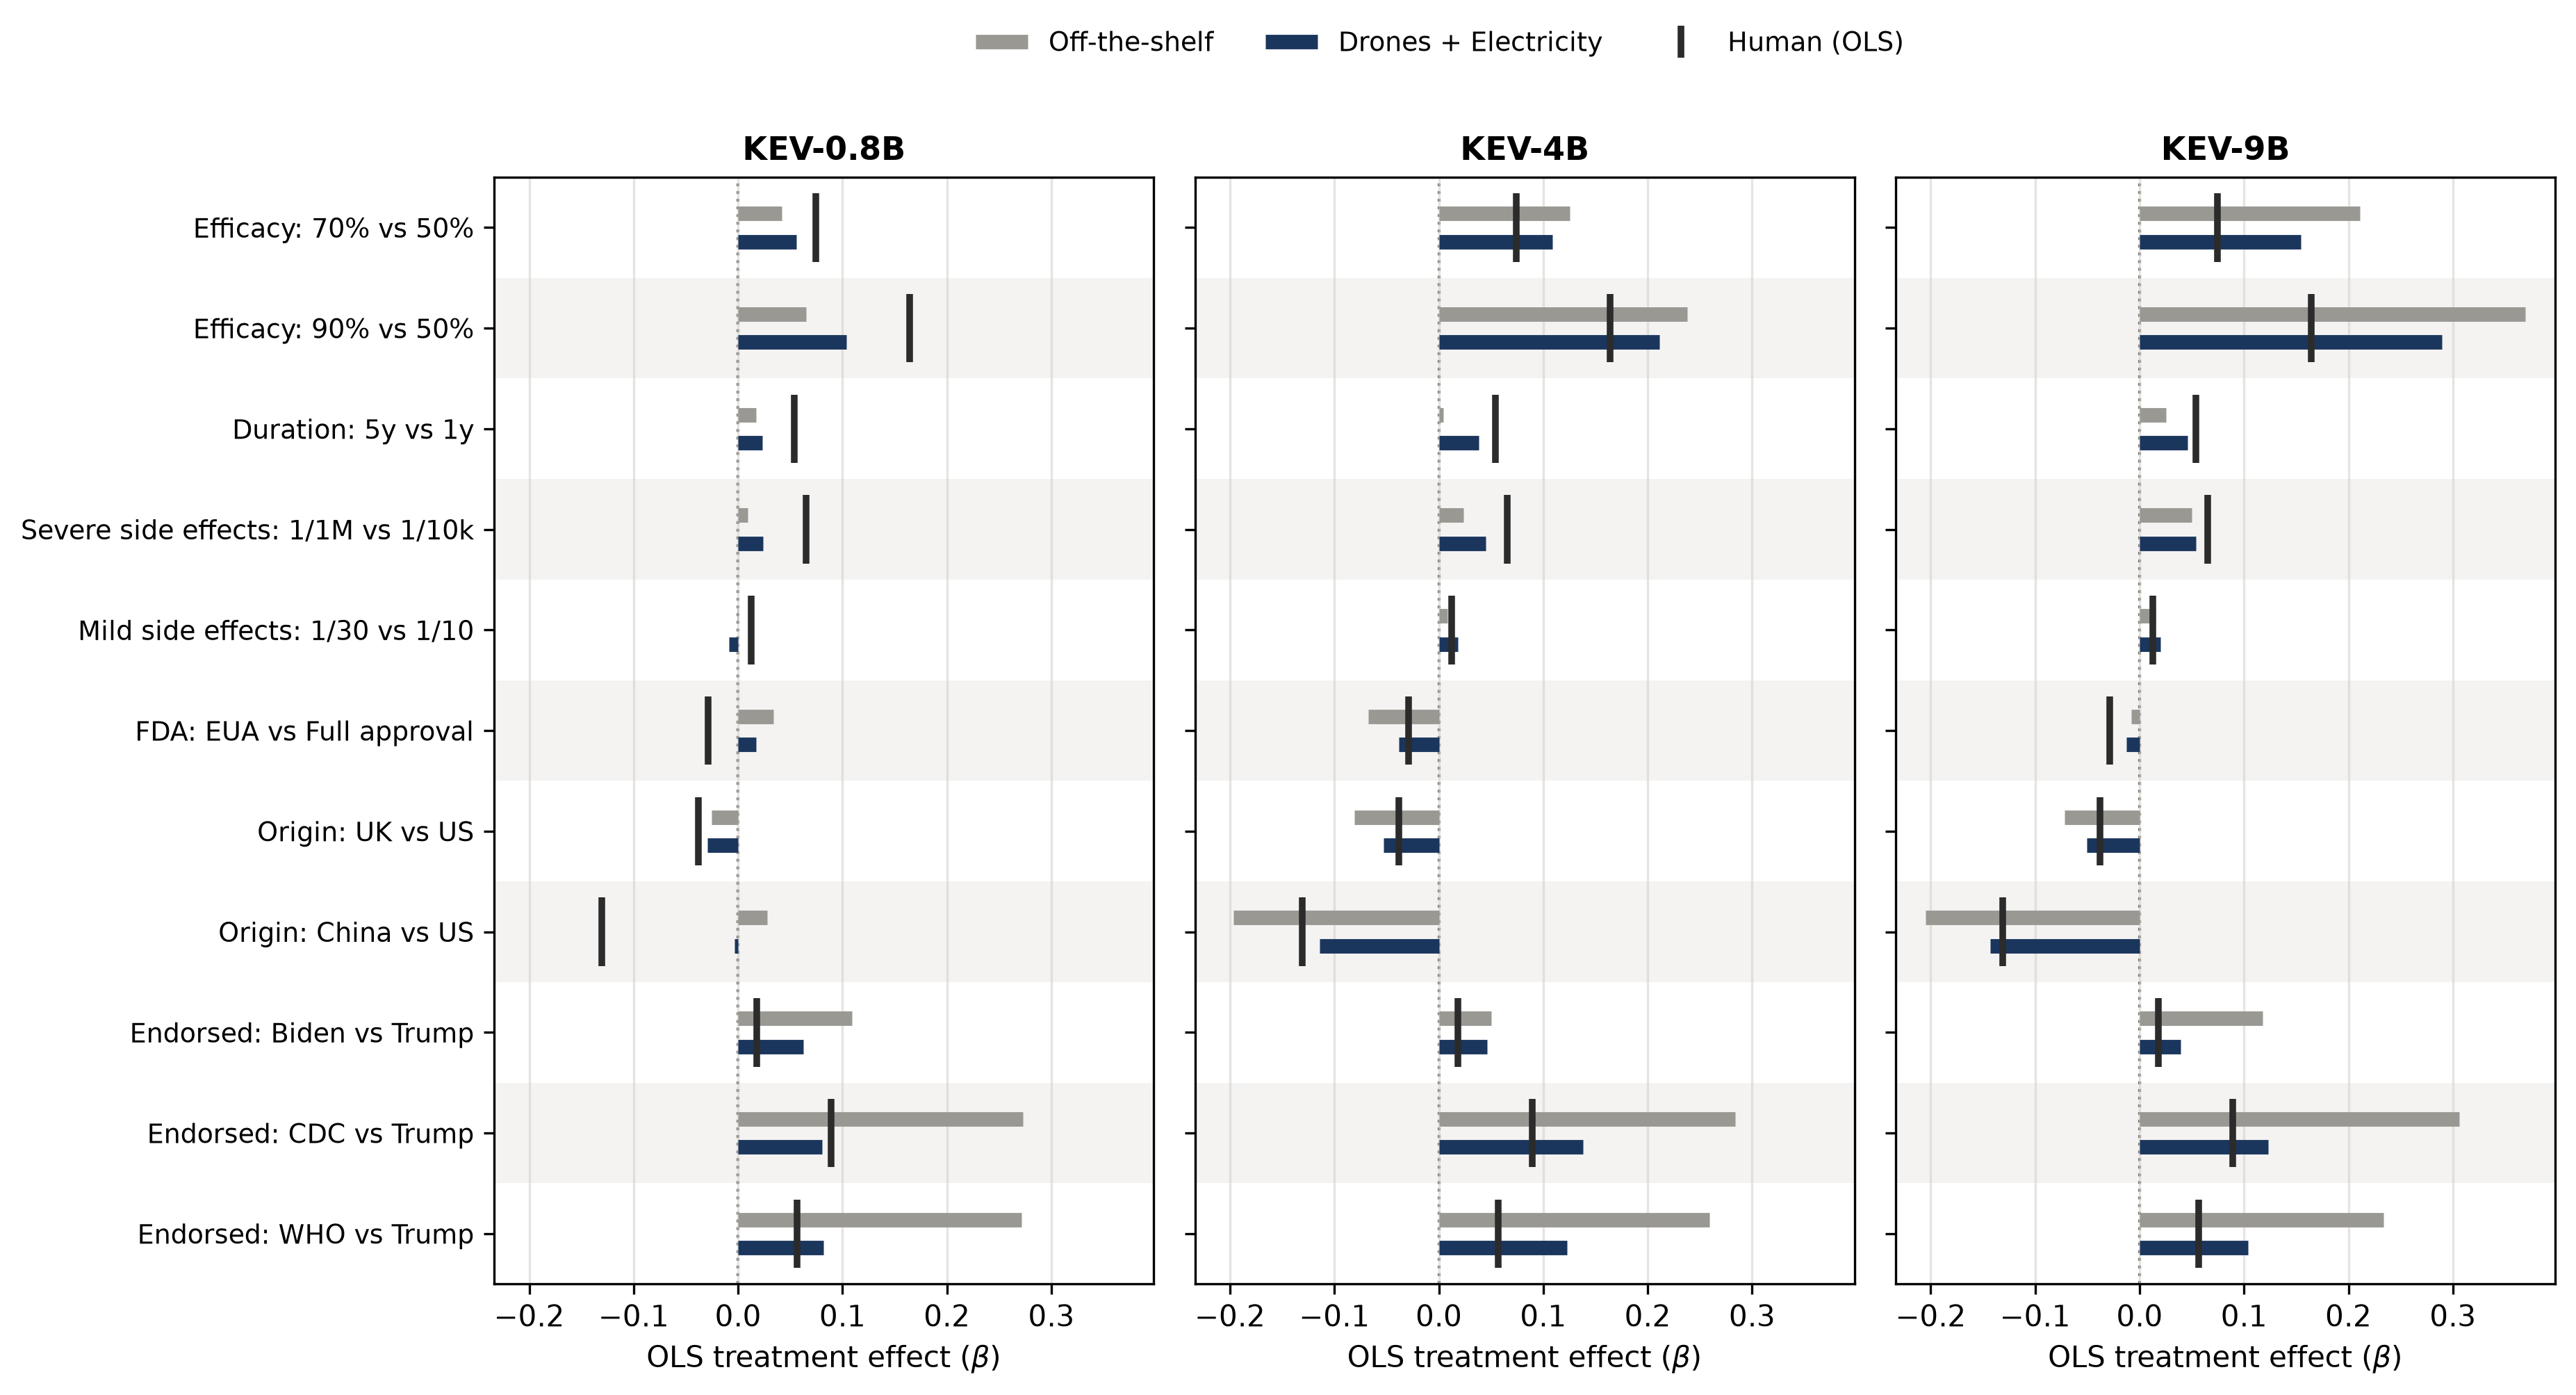 Off-the-shelf Drones + Electricity Human (OLS)
KEV-0.8B KEV-4B KEV-9B
Efficacy: 70% vs 50%
Efficacy: 90% vs 50%
Duration: 5y vs 1y
Severe side effects: 1/1M vs 1/10k
Mild side effects: 1/30 vs 1/10
FDA: EUA vs Full approval
Origin: UK vs US
Origin: China vs US
Endorsed: Biden vs Trump
Endorsed: CDC vs Trump
Endorsed: WHO vs Trump
−0.2 −0.1 0.0 0.1 0.2 0.3 −0.2 −0.1 0.0 0.1 0.2 0.3 −0.2 −0.1 0.0 0.1 0.2 0.3
OLS treatment effect (β) OLS treatment effect (β) OLS treatment effect (β)